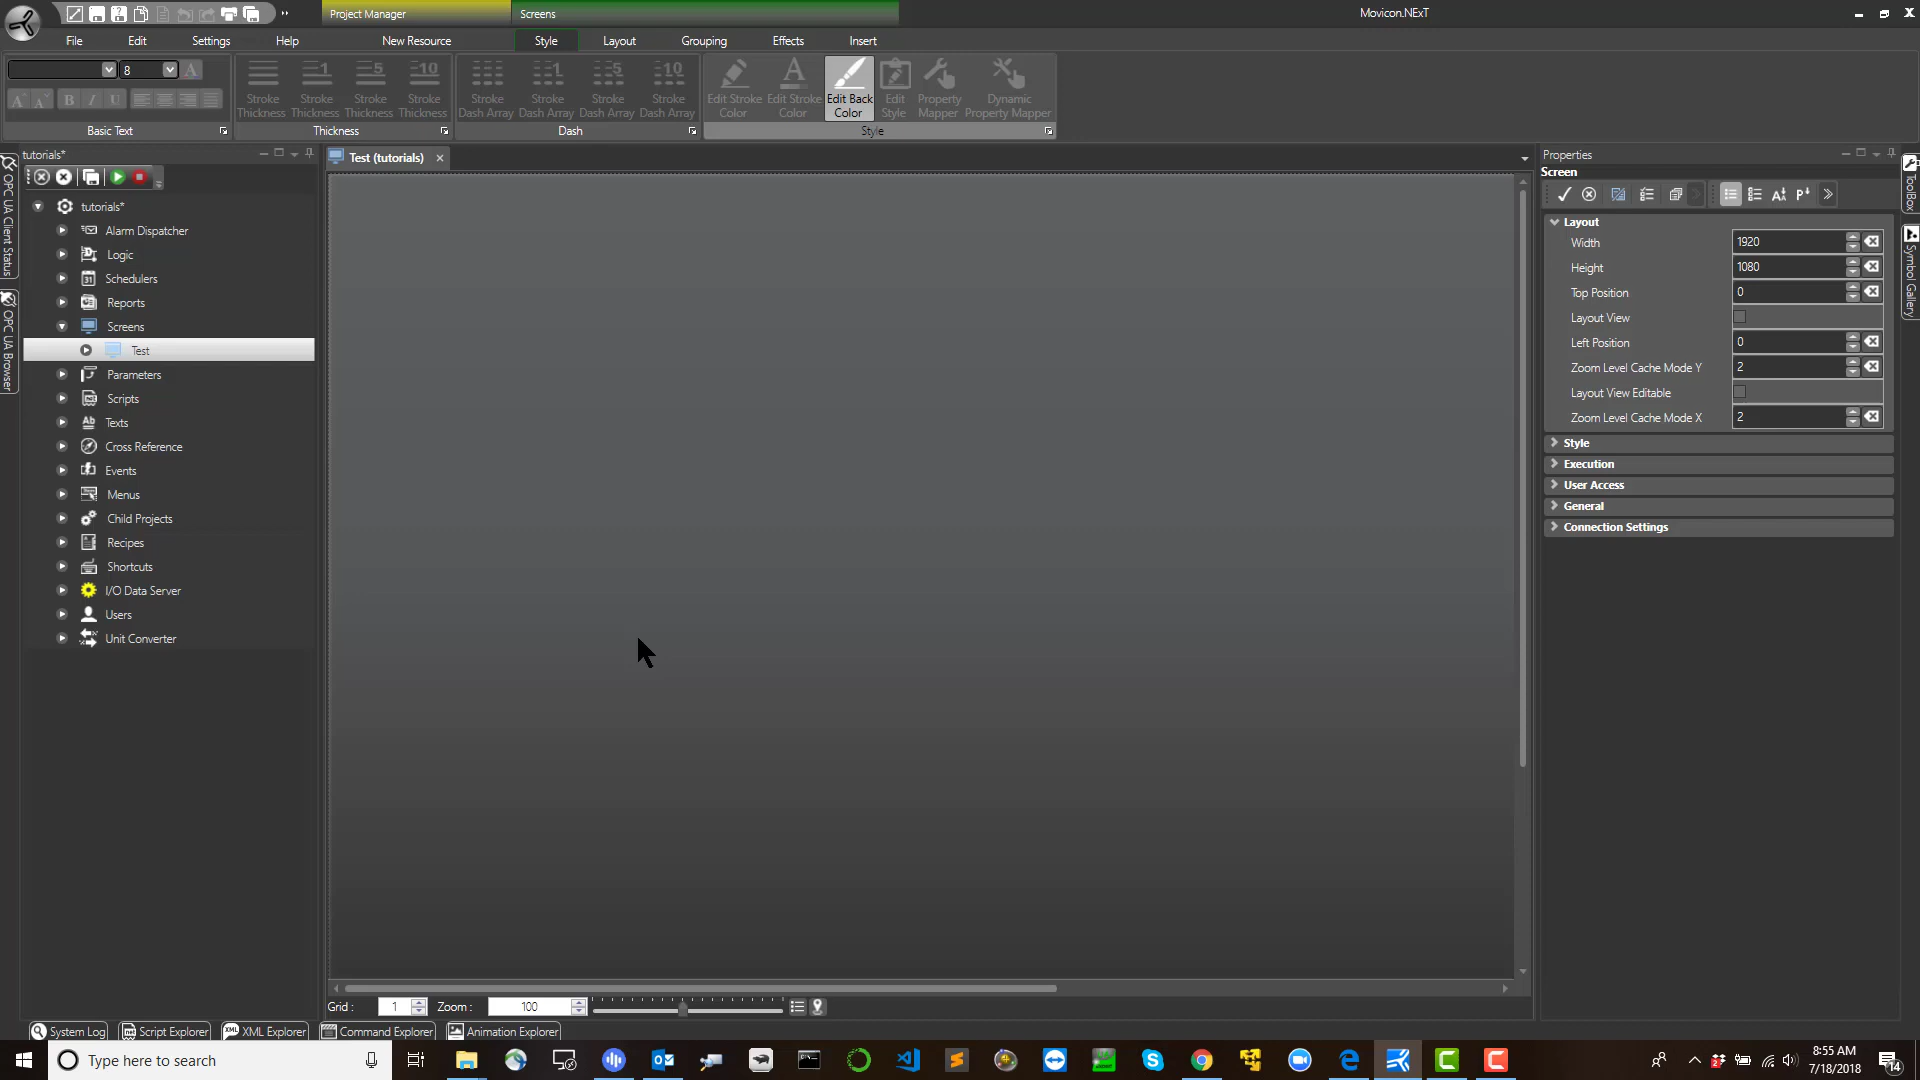 Project Manager
Screens
Movicon.NExT
File
Edit
Settings
Help
New Resource
Style
Layout
Grouping
Effects
Insert
8
A
B I U
Stroke Thickness
1 Stroke Thickness
5 Stroke Thickness
10 Stroke Thickness
Stroke Dash Array
1 Stroke Dash Array
5 Stroke Dash Array
10 Stroke Dash Array
Edit Stroke Color
Edit Stroke Color
Edit Back Color
Edit Style
Property Mapper
Dynamic Property Mapper
Basic Text
Thickness
Dash
Style
OPC UA Client Status
OPC UA Browser
tutorials*
tutorials*
Alarm Dispatcher
Logic
Schedulers
Reports
Screens
Test
Parameters
Scripts
Texts
Cross Reference
Events
Menus
Child Projects
Recipes
Shortcuts
I/O Data Server
Users
Unit Converter
Test (tutorials)
Grid : 1 Zoom : 100
Properties
Screen
Layout
Width 1920
Height 1080
Top Position 0
Layout View
Left Position 0
Zoom Level Cache Mode Y 2
Layout View Editable
Zoom Level Cache Mode X 2
Style
Execution
User Access
General
Connection Settings
ToolBox
Symbol Gallery
System Log
Script Explorer
XML Explorer
Command Explorer
Animation Explorer
Type here to search
8:55 AM
7/18/2018
14